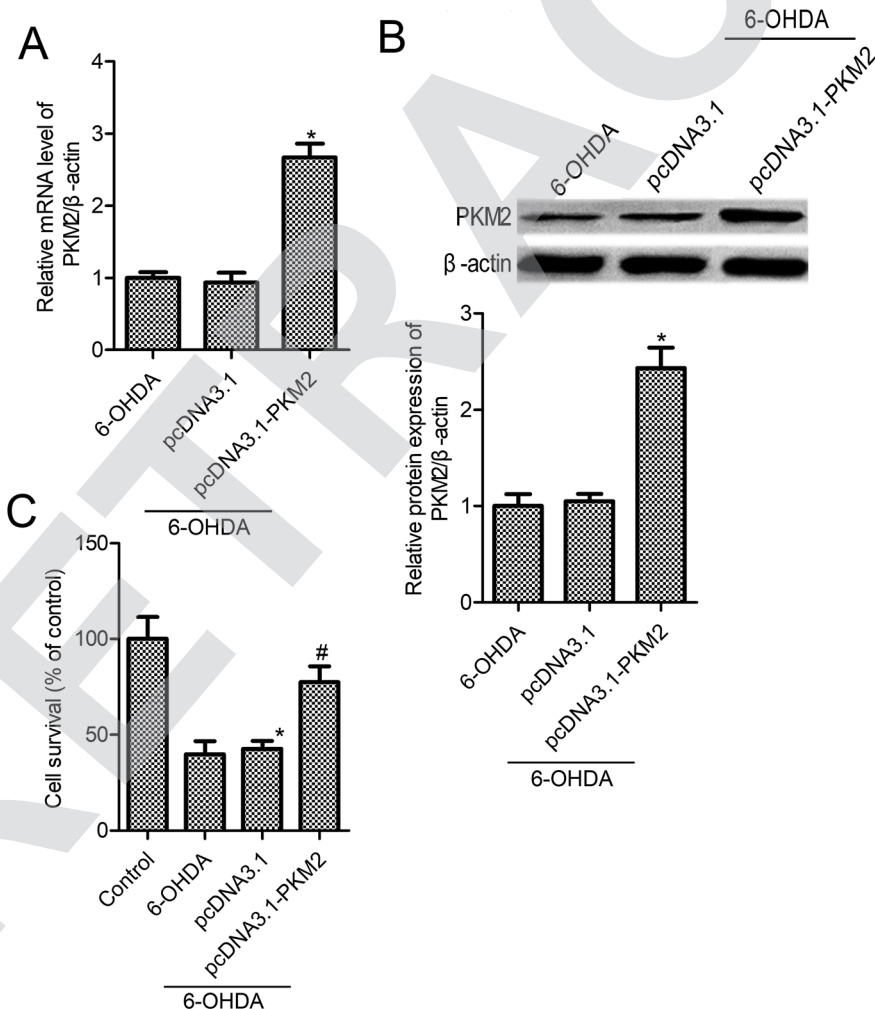 A
Relative mRNA level of
PKM2/β-actin
4
3
2
1
0
*
6-OHDA
pcDNA3.1
pcDNA3.1-PKM2
6-OHDA
B
6-OHDA
6-OHDA
pcDNA3.1
pcDNA3.1-PKM2
PKM2
β-actin
Relative protein expression of
PKM2/β-actin
3
2
1
0
*
6-OHDA
pcDNA3.1
pcDNA3.1-PKM2
6-OHDA
C
Cell survival (% of control)
150
100
50
0
*
#
Control
6-OHDA
pcDNA3.1
pcDNA3.1-PKM2
6-OHDA